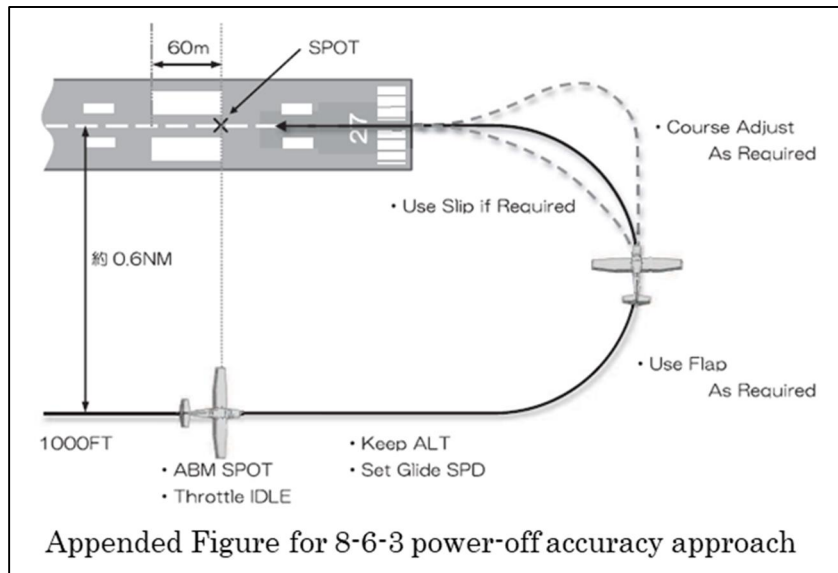 60m
SPOT
27
• Course Adjust
As Required
• Use Slip if Required
約 0.6NM
• Use Flap
As Required
1000FT
• Keep ALT
• ABM SPOT
• Set Glide SPD
• Throttle IDLE
Appended Figure for 8-6-3 power-off accuracy approach